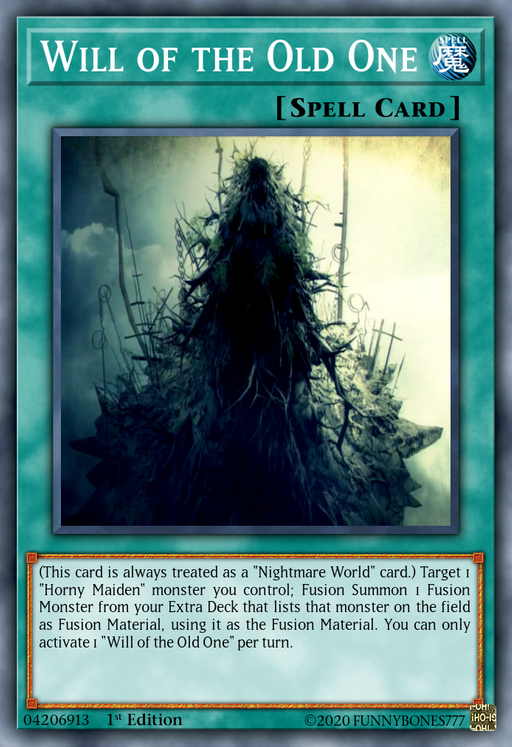 WILL OF THE OLD ONE
SPELL
魔
[SPELL CARD]
(This card is always treated as a "Nightmare World" card.) Target 1
"Horny Maiden" monster you control; Fusion Summon 1 Fusion
Monster from your Extra Deck that lists that monster on the field
as Fusion Material, using it as the Fusion Material. You can only
activate 1 "Will of the Old One" per turn.
04206913 1st Edition ©2020 FUNNYBONES777